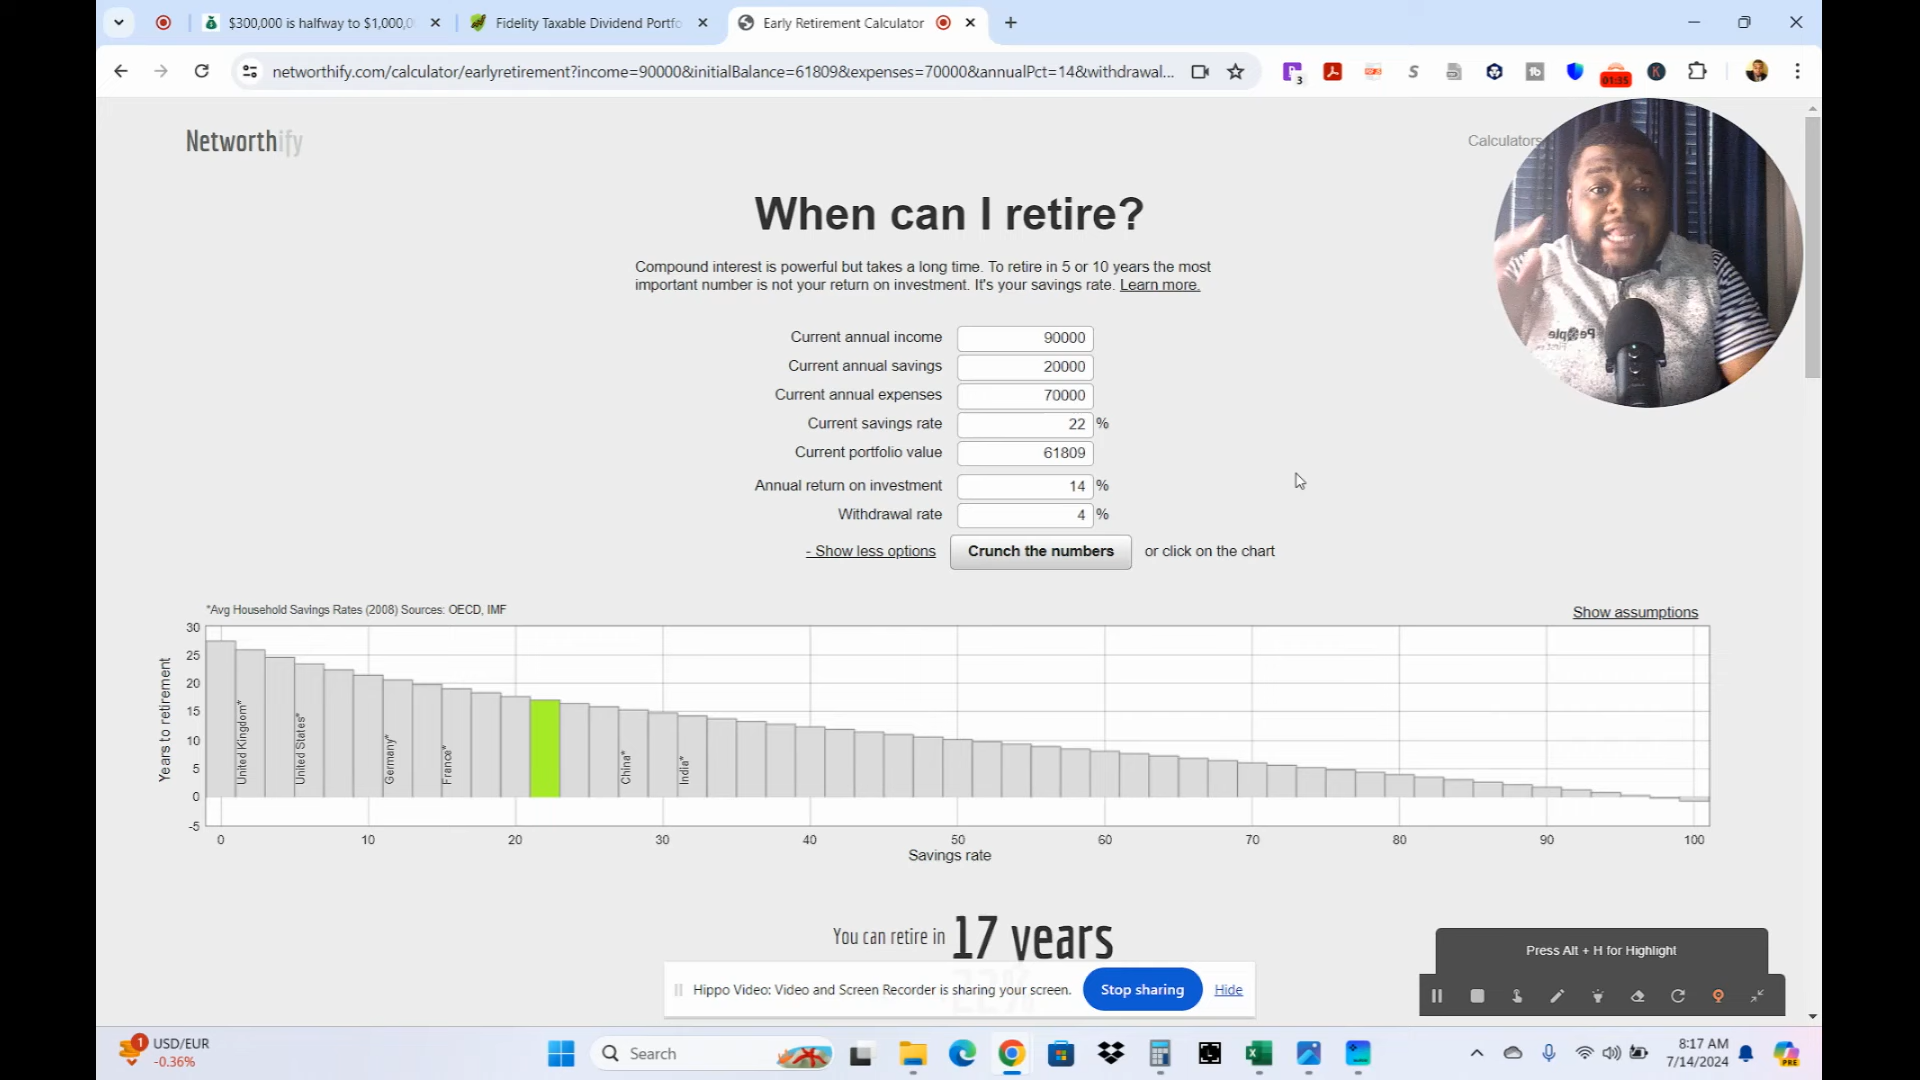 $300,000 is halfway to $1,000,0
Fidelity Taxable Dividend Portfo
Early Retirement Calculator
networthify.com/calculator/earlyretirement?income=90000&initialBalance=61809&expenses=70000&annualPct=14&withdrawal...
3
01:35
Networthify
Calculators
When can I retire?
Compound interest is powerful but takes a long time. To retire in 5 or 10 years the most
important number is not your return on investment. It's your savings rate. Learn more.
Current annual income 90000
Current annual savings 20000
Current annual expenses 70000
Current savings rate 22 %
Current portfolio value 61809
Annual return on investment 14 %
Withdrawal rate 4 %
- Show less options Crunch the numbers or click on the chart
*Avg Household Savings Rates (2008) Sources: OECD, IMF
Show assumptions
Years to retirement
30
25
20
15
10
5
0
-5
United Kingdom*
United States*
Germany*
France*
China*
India*
0 10 20 30 40 50 60 70 80 90 100
Savings rate
You can retire in 17 years
22%
Press Alt + H for Highlight
Hippo Video: Video and Screen Recorder is sharing your screen. Stop sharing Hide
1
USD/EUR
-0.36%
Search
8:17 AM
7/14/2024
PRE